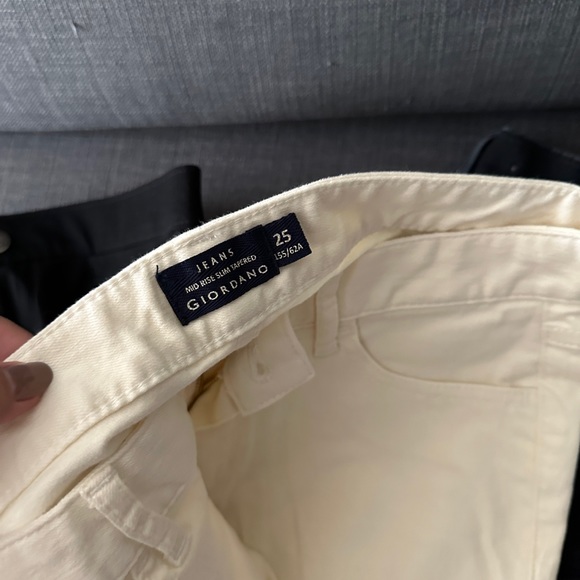 JEANS
MID RISE SLIM TAPERED
GIORDANO
25
155/62A